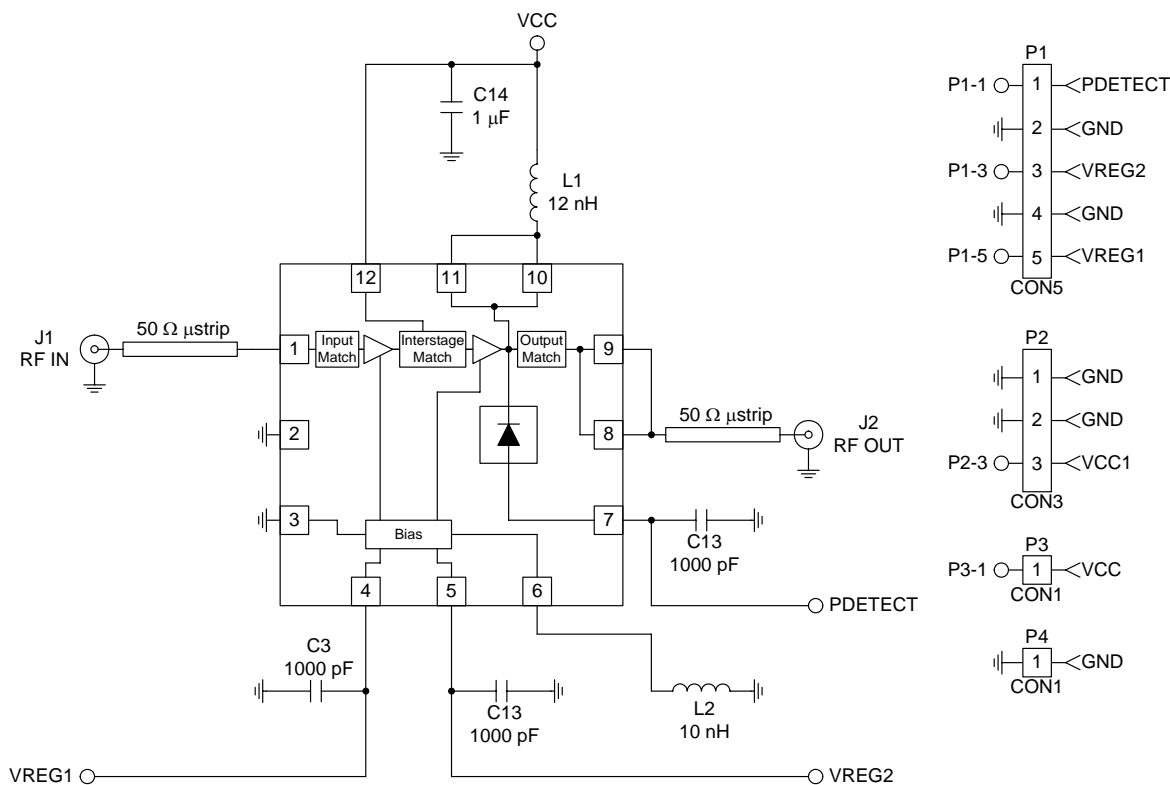 VCC
C14
1 μF
L1
12 nH
12
11
10
J1
RF IN
50 Ω μstrip
1
Input
Match
Interstage
Match
Output
Match
9
2
8
50 Ω μstrip
J2
RF OUT
3
Bias
7
C13
1000 pF
4
5
6
PDETECT
C3
1000 pF
C13
1000 pF
L2
10 nH
VREG1
VREG2
P1
P1-1
1
PDETECT
2
GND
P1-3
3
VREG2
4
GND
P1-5
5
VREG1
CON5
P2
1
GND
2
GND
P2-3
3
VCC1
CON3
P3
P3-1
1
VCC
CON1
P4
1
GND
CON1